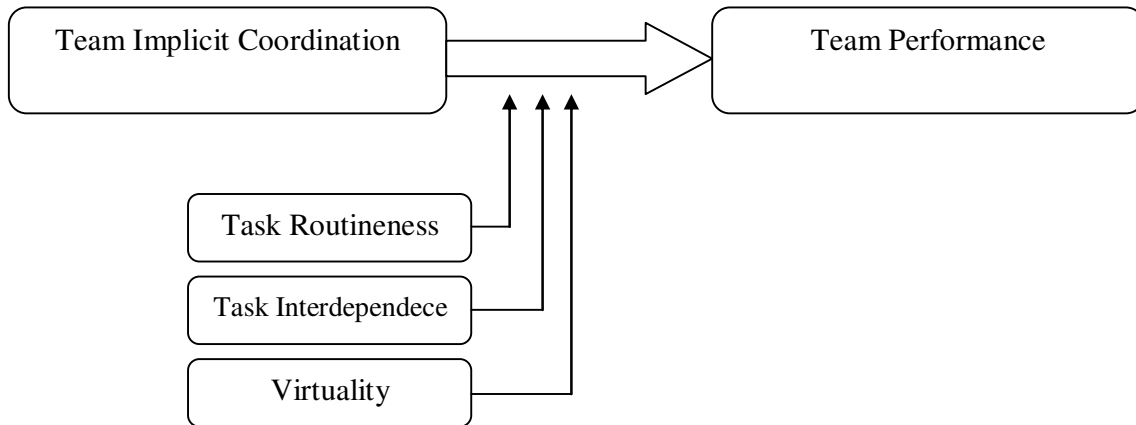 Team Implicit Coordination
Team Performance
Task Routineness
Task Interdependece
Virtuality